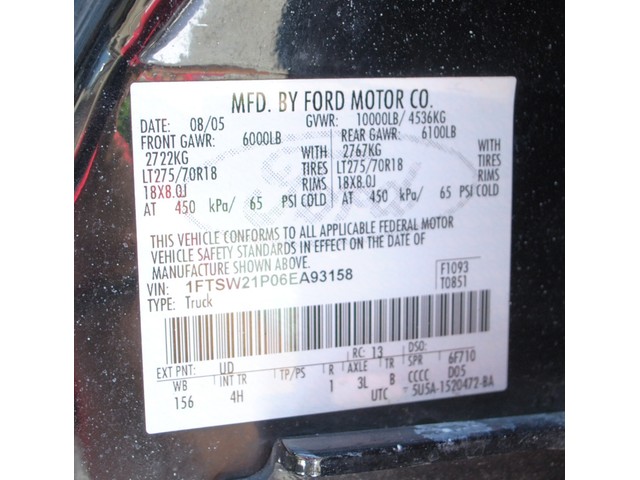 MFD. BY FORD MOTOR CO.
DATE: 08/05 GVWR: 10000LB/ 4536KG
FRONT GAWR: 6000LB REAR GAWR: 6100LB
2722KG WITH 2767KG WITH
LT275/70R18 TIRES LT275/70R18 TIRES
18X8.0J RIMS 18X8.0J RIMS
AT 450 kPa/ 65 PSI COLD AT 450 kPa/ 65 PSI COLD
Ford
THIS VEHICLE CONFORMS TO ALL APPLICABLE FEDERAL MOTOR
VEHICLE SAFETY STANDARDS IN EFFECT ON THE DATE OF
MANUFACTURE SHOWN ABOVE.
VIN: 1FTSW21P06EA93158 F1093
TYPE: Truck T0851
EXT PNT: UD RC: 13 DSO:
WB INT TR TP/PS R AXLE TR SPR 6F710
156 4H 1 3L B CCCC D05
UTC 5U5A-1520472-BA